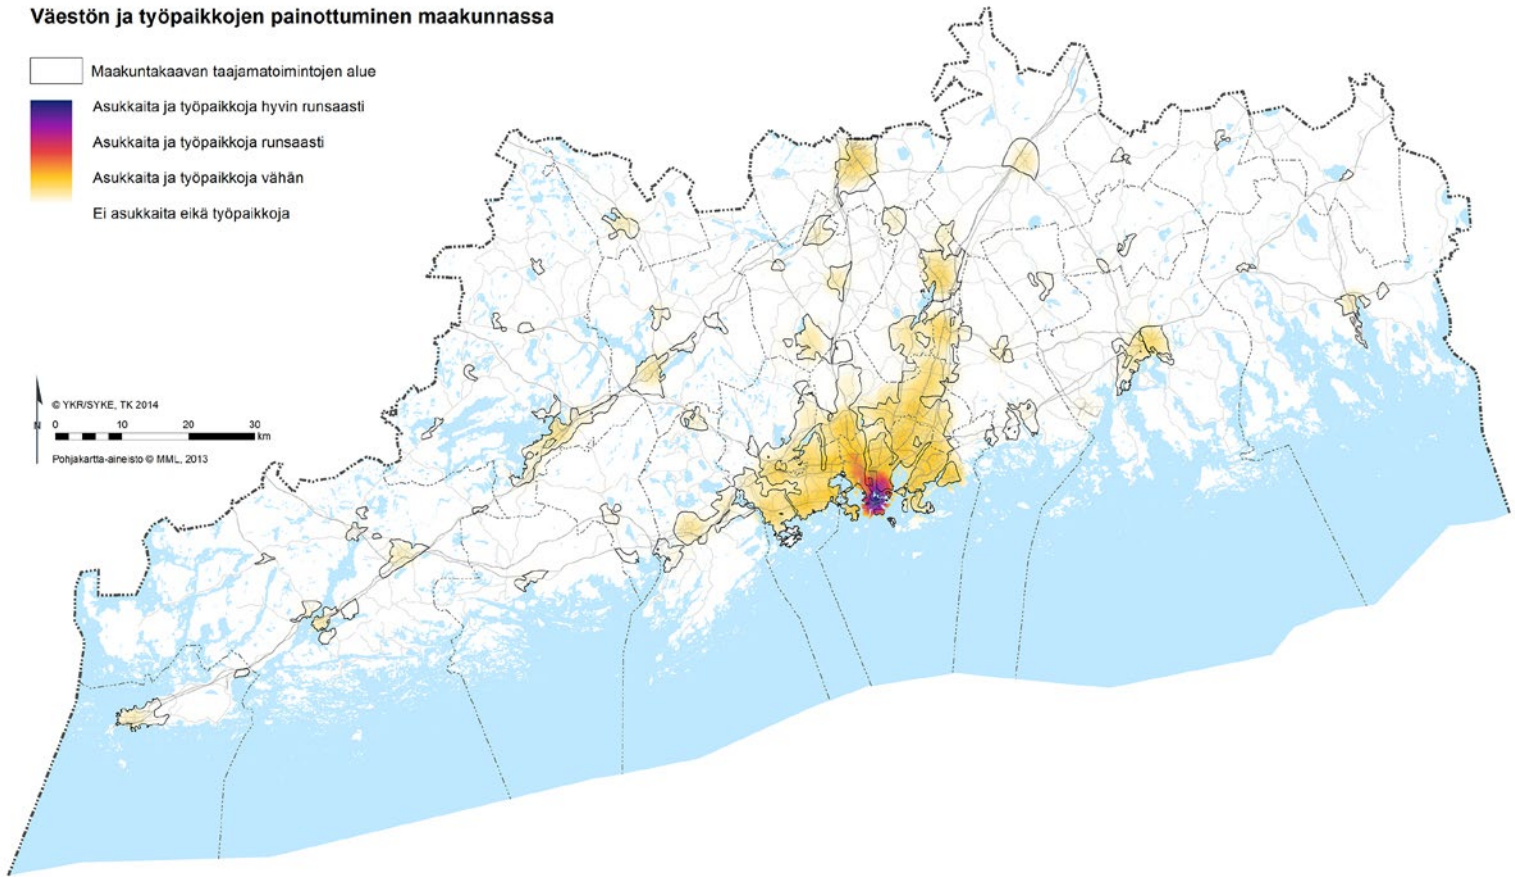 Väestön ja työpaikkojen painottuminen maakunnassa
Maakuntakaavan taajamatoimintojen alue
Asukkaita ja työpaikkoja hyvin runsaasti
Asukkaita ja työpaikkoja runsaasti
Asukkaita ja työpaikkoja vähän
Ei asukkaita eikä työpaikkoja
© YKR/SYKE, TK 2014
N 0 10 20 30
km
Pohjakartta-aineisto © MML, 2013